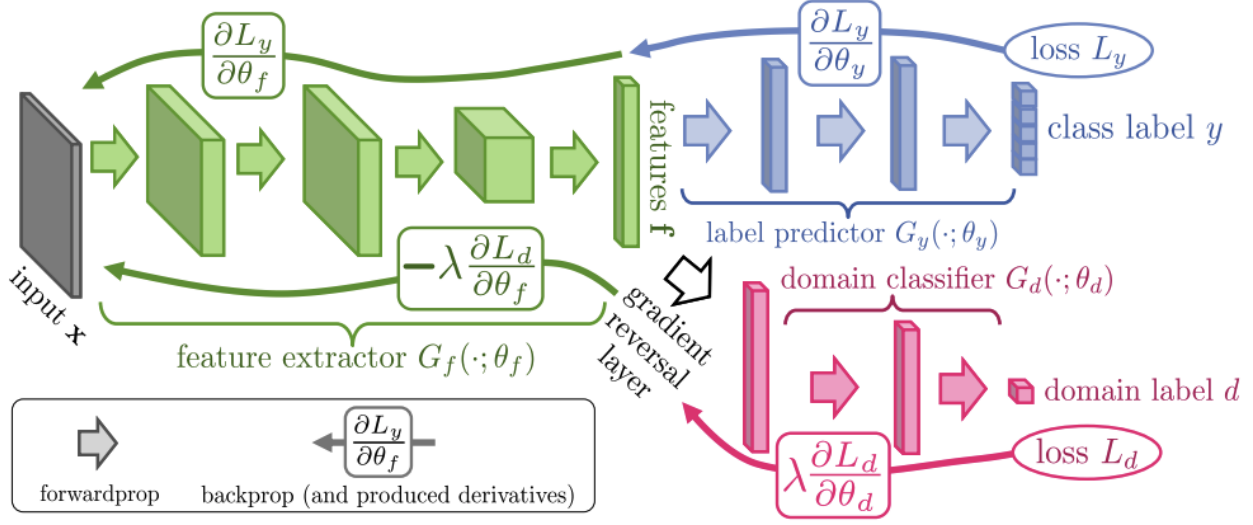 ∂L_y/∂θ_f
∂L_y/∂θ_y
loss L_y
features f
class label y
label predictor G_y(·; θ_y)
−λ ∂L_d/∂θ_f
input x
feature extractor G_f(·; θ_f)
gradient
reversal
layer
domain classifier G_d(·; θ_d)
domain label d
λ ∂L_d/∂θ_d
loss L_d
∂L_y/∂θ_f
forwardprop
backprop (and produced derivatives)